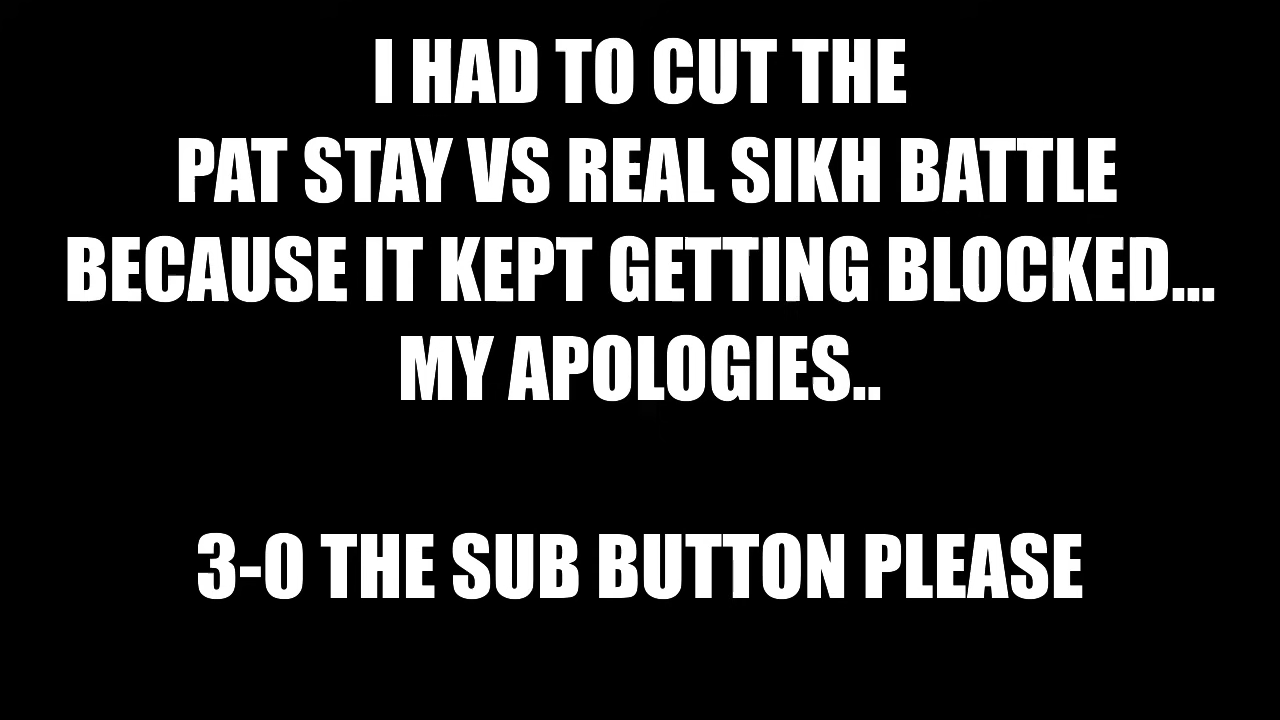 I HAD TO CUT THE
PAT STAY VS REAL SIKH BATTLE
BECAUSE IT KEPT GETTING BLOCKED...
MY APOLOGIES..
3-0 THE SUB BUTTON PLEASE